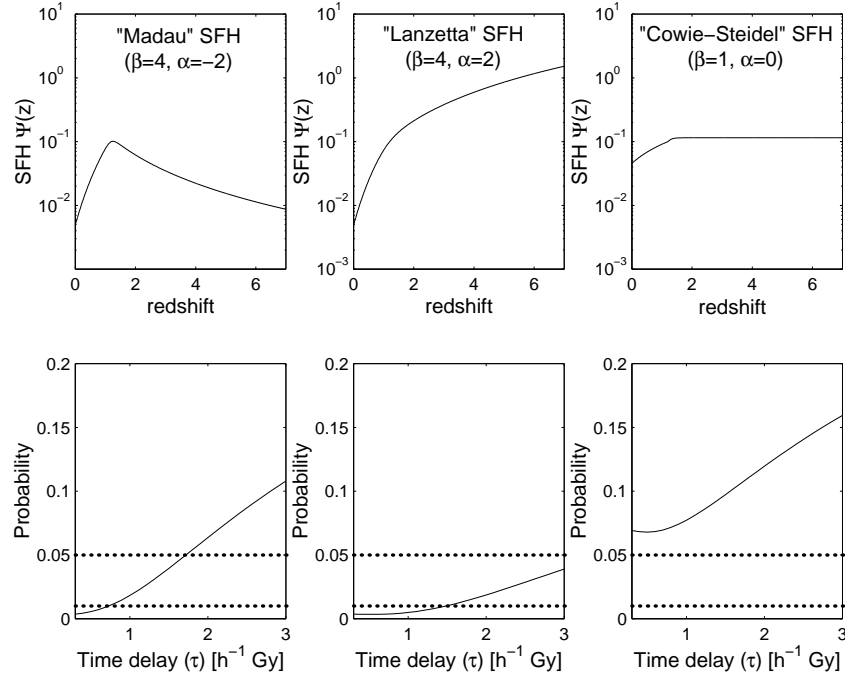 "Madau" SFH
(β=4, α=−2)
SFH Ψ(z)
10^1
10^0
10^−1
10^−2
10^−3
0 2 4 6
redshift
"Lanzetta" SFH
(β=4, α=2)
SFH Ψ(z)
10^1
10^0
10^−1
10^−2
10^−3
0 2 4 6
redshift
"Cowie−Steidel" SFH
(β=1, α=0)
SFH Ψ(z)
10^1
10^0
10^−1
10^−2
10^−3
0 2 4 6
redshift
Probability
0.2
0.15
0.1
0.05
0
1 2 3
Time delay (τ) [h^−1 Gy]
Probability
0.2
0.15
0.1
0.05
0
1 2 3
Time delay (τ) [h^−1 Gy]
Probability
0.2
0.15
0.1
0.05
0
1 2 3
Time delay (τ) [h^−1 Gy]